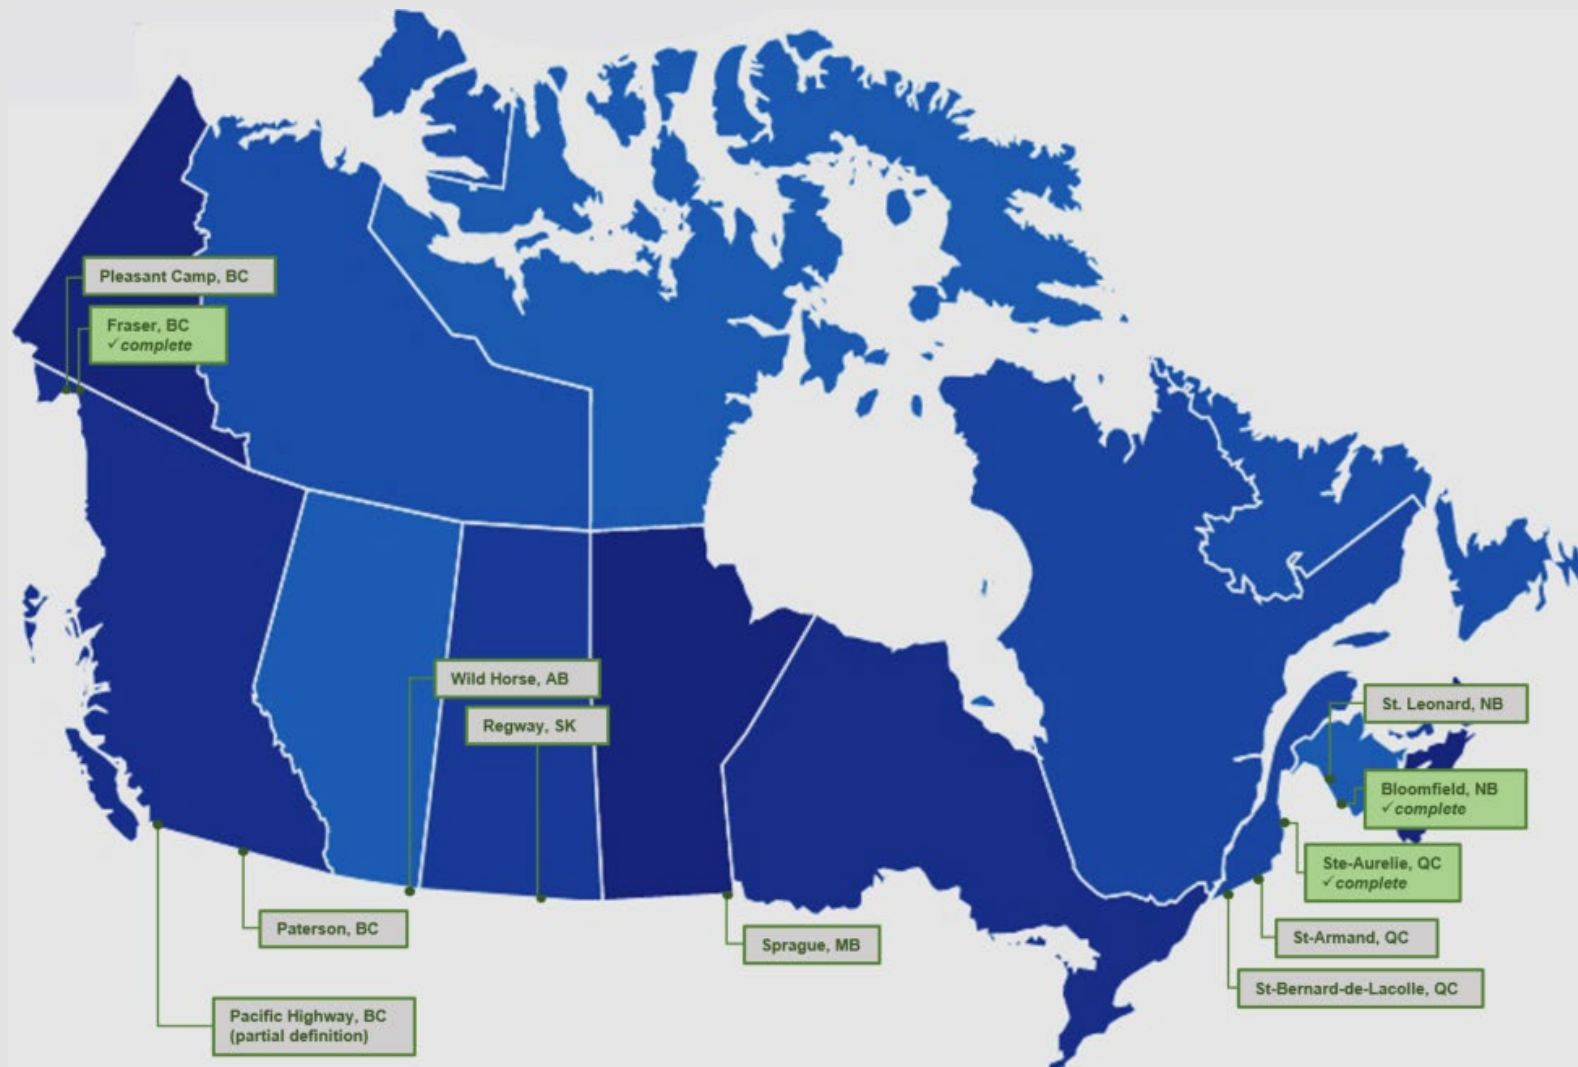 Pleasant Camp, BC
Fraser, BC
✓complete
Wild Horse, AB
Regway, SK
St. Leonard, NB
Bloomfield, NB
✓complete
Ste-Aurelie, QC
✓complete
Paterson, BC
Sprague, MB
St-Armand, QC
St-Bernard-de-Lacolle, QC
Pacific Highway, BC
(partial definition)